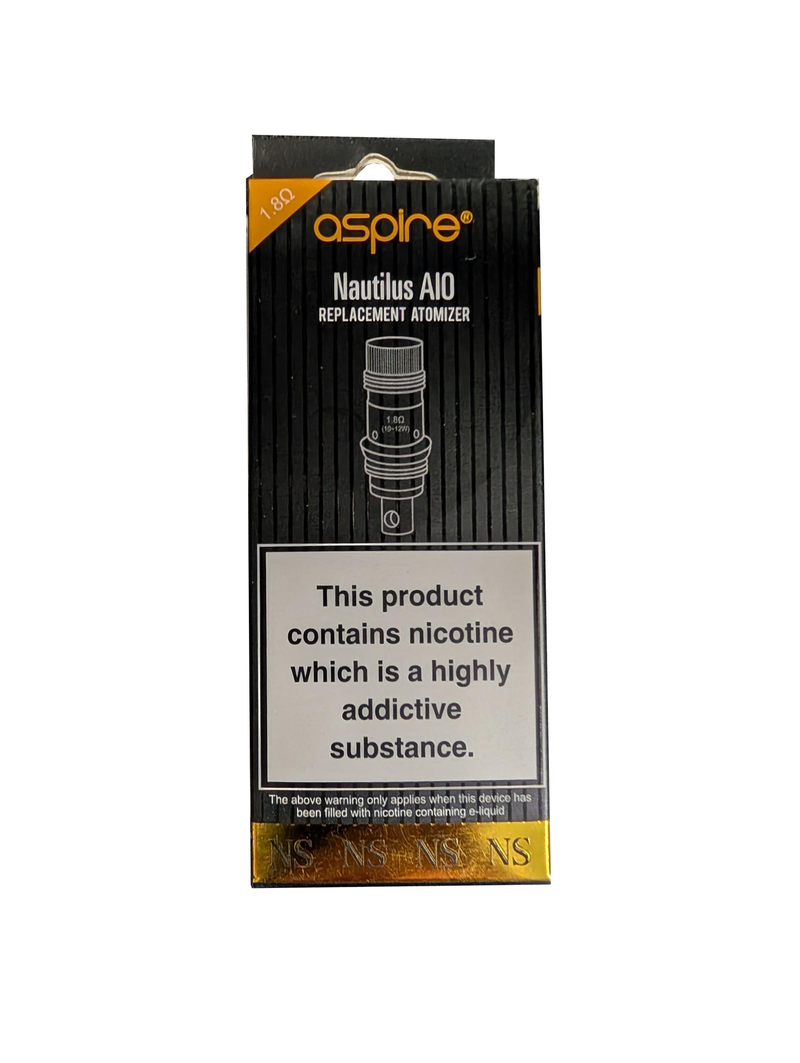 1.8Ω
aspire®
Nautilus AIO
REPLACEMENT ATOMIZER
1.8Ω
(10~12W)
This product
contains nicotine
which is a highly
addictive
substance.
The above warning only applies when this device has
been filled with nicotine containing e-liquid
NS NS NS NS